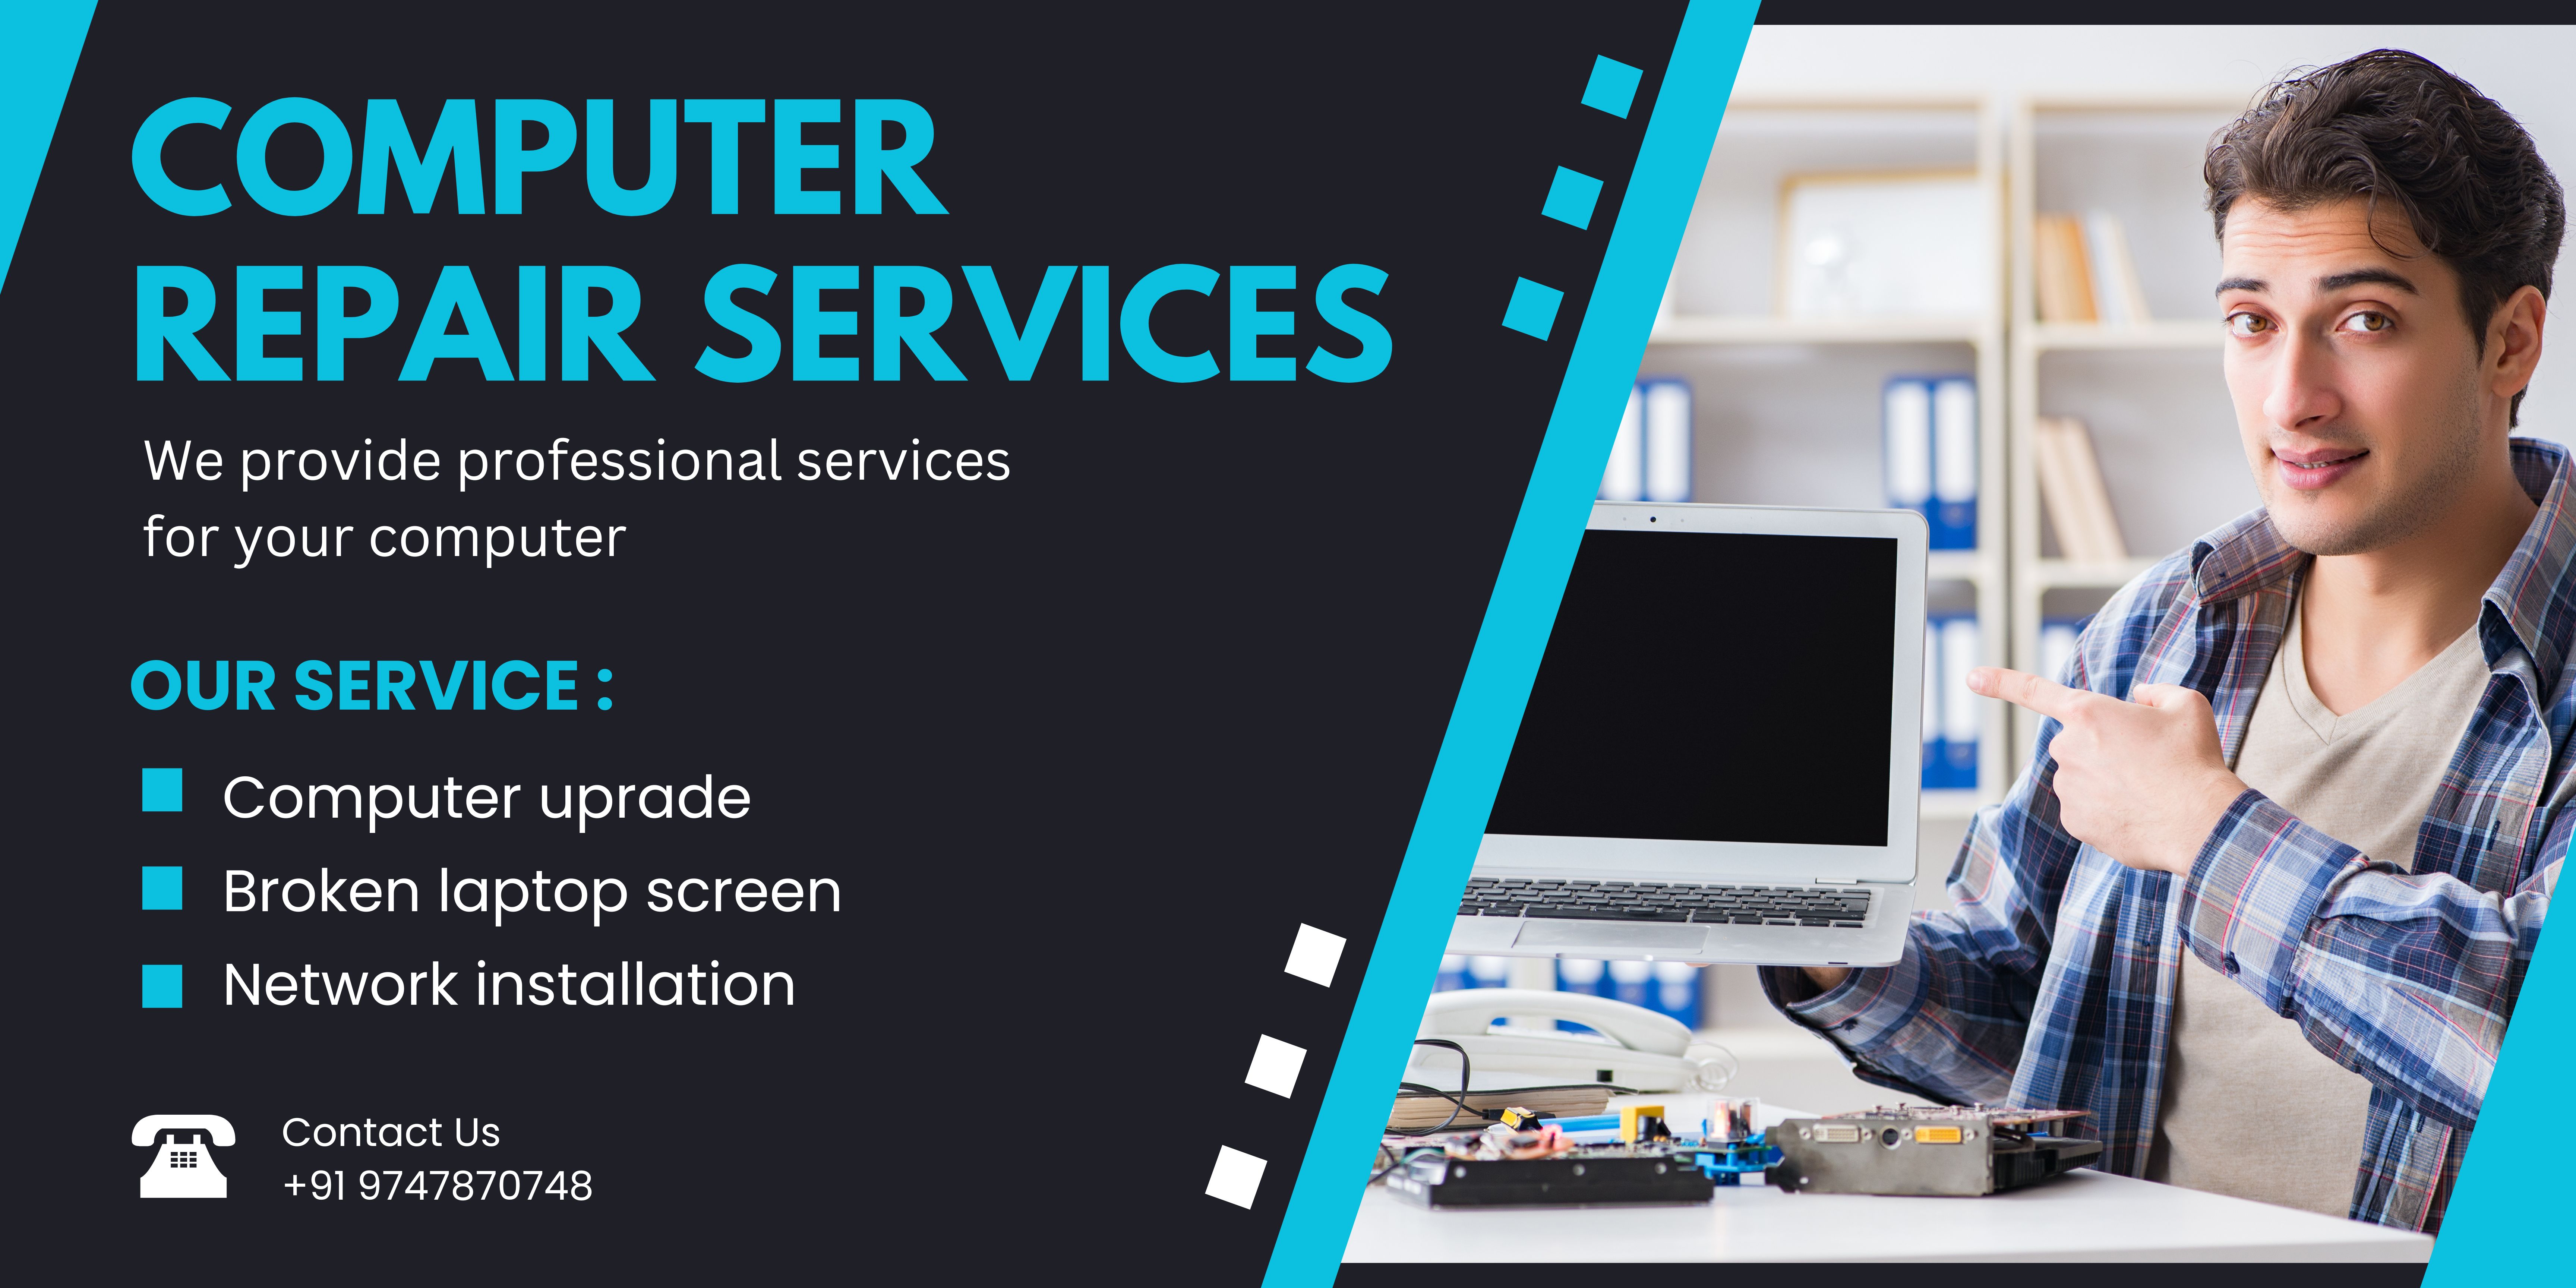 COMPUTER
REPAIR SERVICES
We provide professional services
for your computer
OUR SERVICE :
Computer uprade
Broken laptop screen
Network installation
Contact Us
+91 9747870748